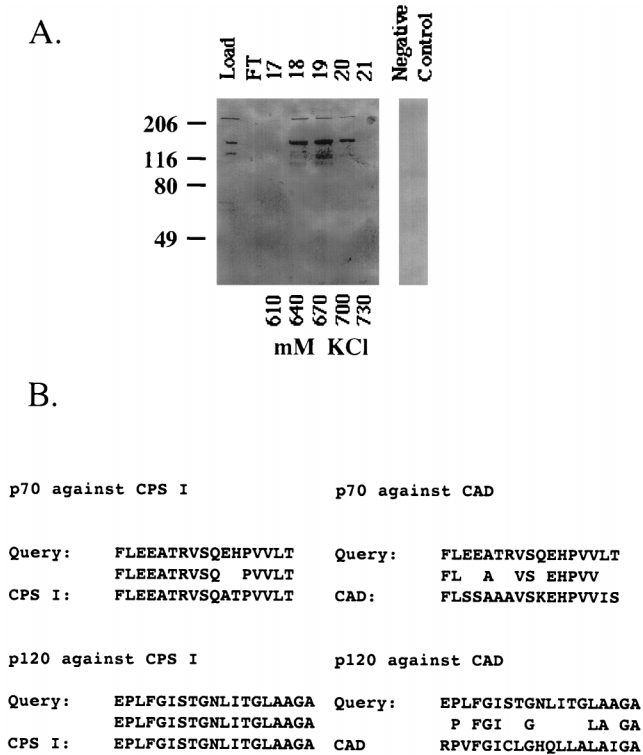 A.
Load FT 17 18 19 20 21 Negative Control
206
116
80
49
610 640 670 700 730
mM KCl
B.
p70 against CPS I
Query: FLEEATRVSQEHPVVLT
FLEEATRVSQ PVVLT
CPS I: FLEEATRVSQATPVVLT
p70 against CAD
Query: FLEEATRVSQEHPVVLT
FL A VS EHPVV
CAD: FLSSAAAVSKEHPVVIS
p120 against CPS I
Query: EPLFGISTGNLITGLAAGA
EPLFGISTGNLITGLAAGA
CPS I: EPLFGISTGNLITGLAAGA
p120 against CAD
Query: EPLFGISTGNLITGLAAGA
P FGI G LA GA
CAD RPVFGICLGHQLLALAIGA